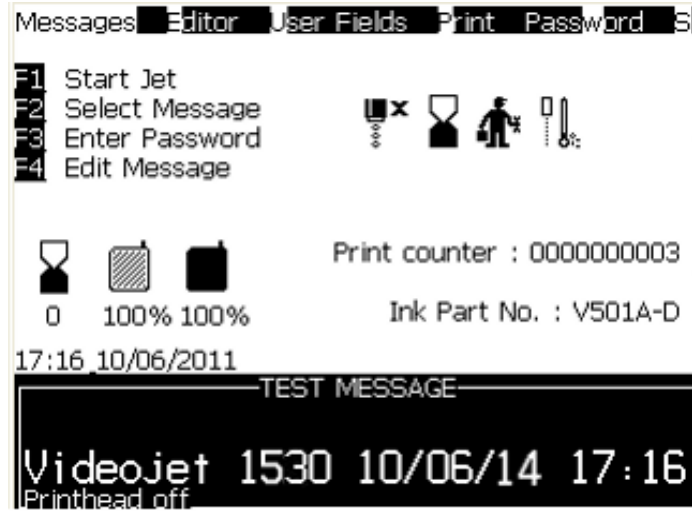 Messages Editor User Fields Print Password S
F1 Start Jet
F2 Select Message
F3 Enter Password
F4 Edit Message
Print counter : 0000000003
0 100% 100%
Ink Part No. : V501A-D
17:16 10/06/2011
TEST MESSAGE
Videojet 1530 10/06/14 17:16
Printhead off